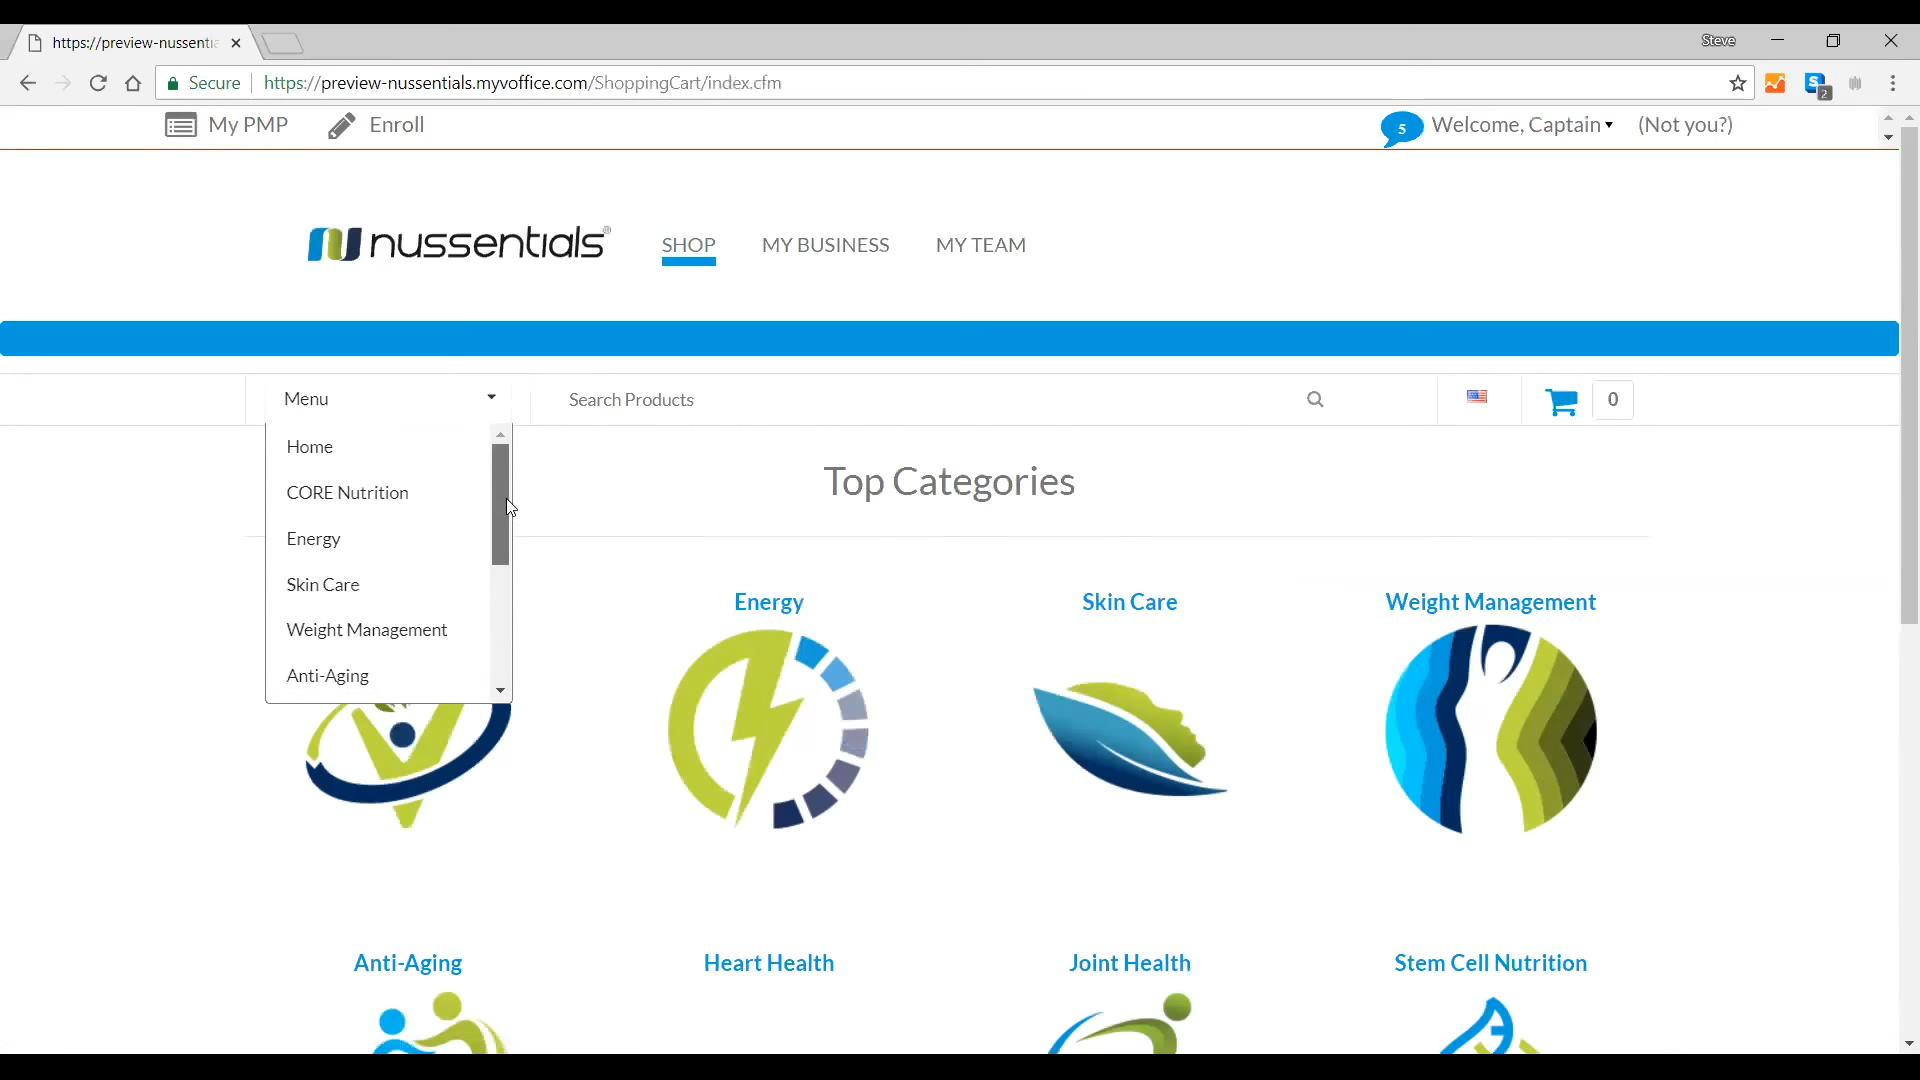 https://preview-nussentia
Steve
Secure
https://preview-nussentials.myvoffice.com/ShoppingCart/index.cfm
S
2
My PMP
Enroll
5
Welcome, Captain
(Not you?)
nussentials®
SHOP
MY BUSINESS
MY TEAM
Menu
Search Products
0
Home
CORE Nutrition
Energy
Skin Care
Weight Management
Anti-Aging
Top Categories
Energy
Skin Care
Weight Management
Anti-Aging
Heart Health
Joint Health
Stem Cell Nutrition